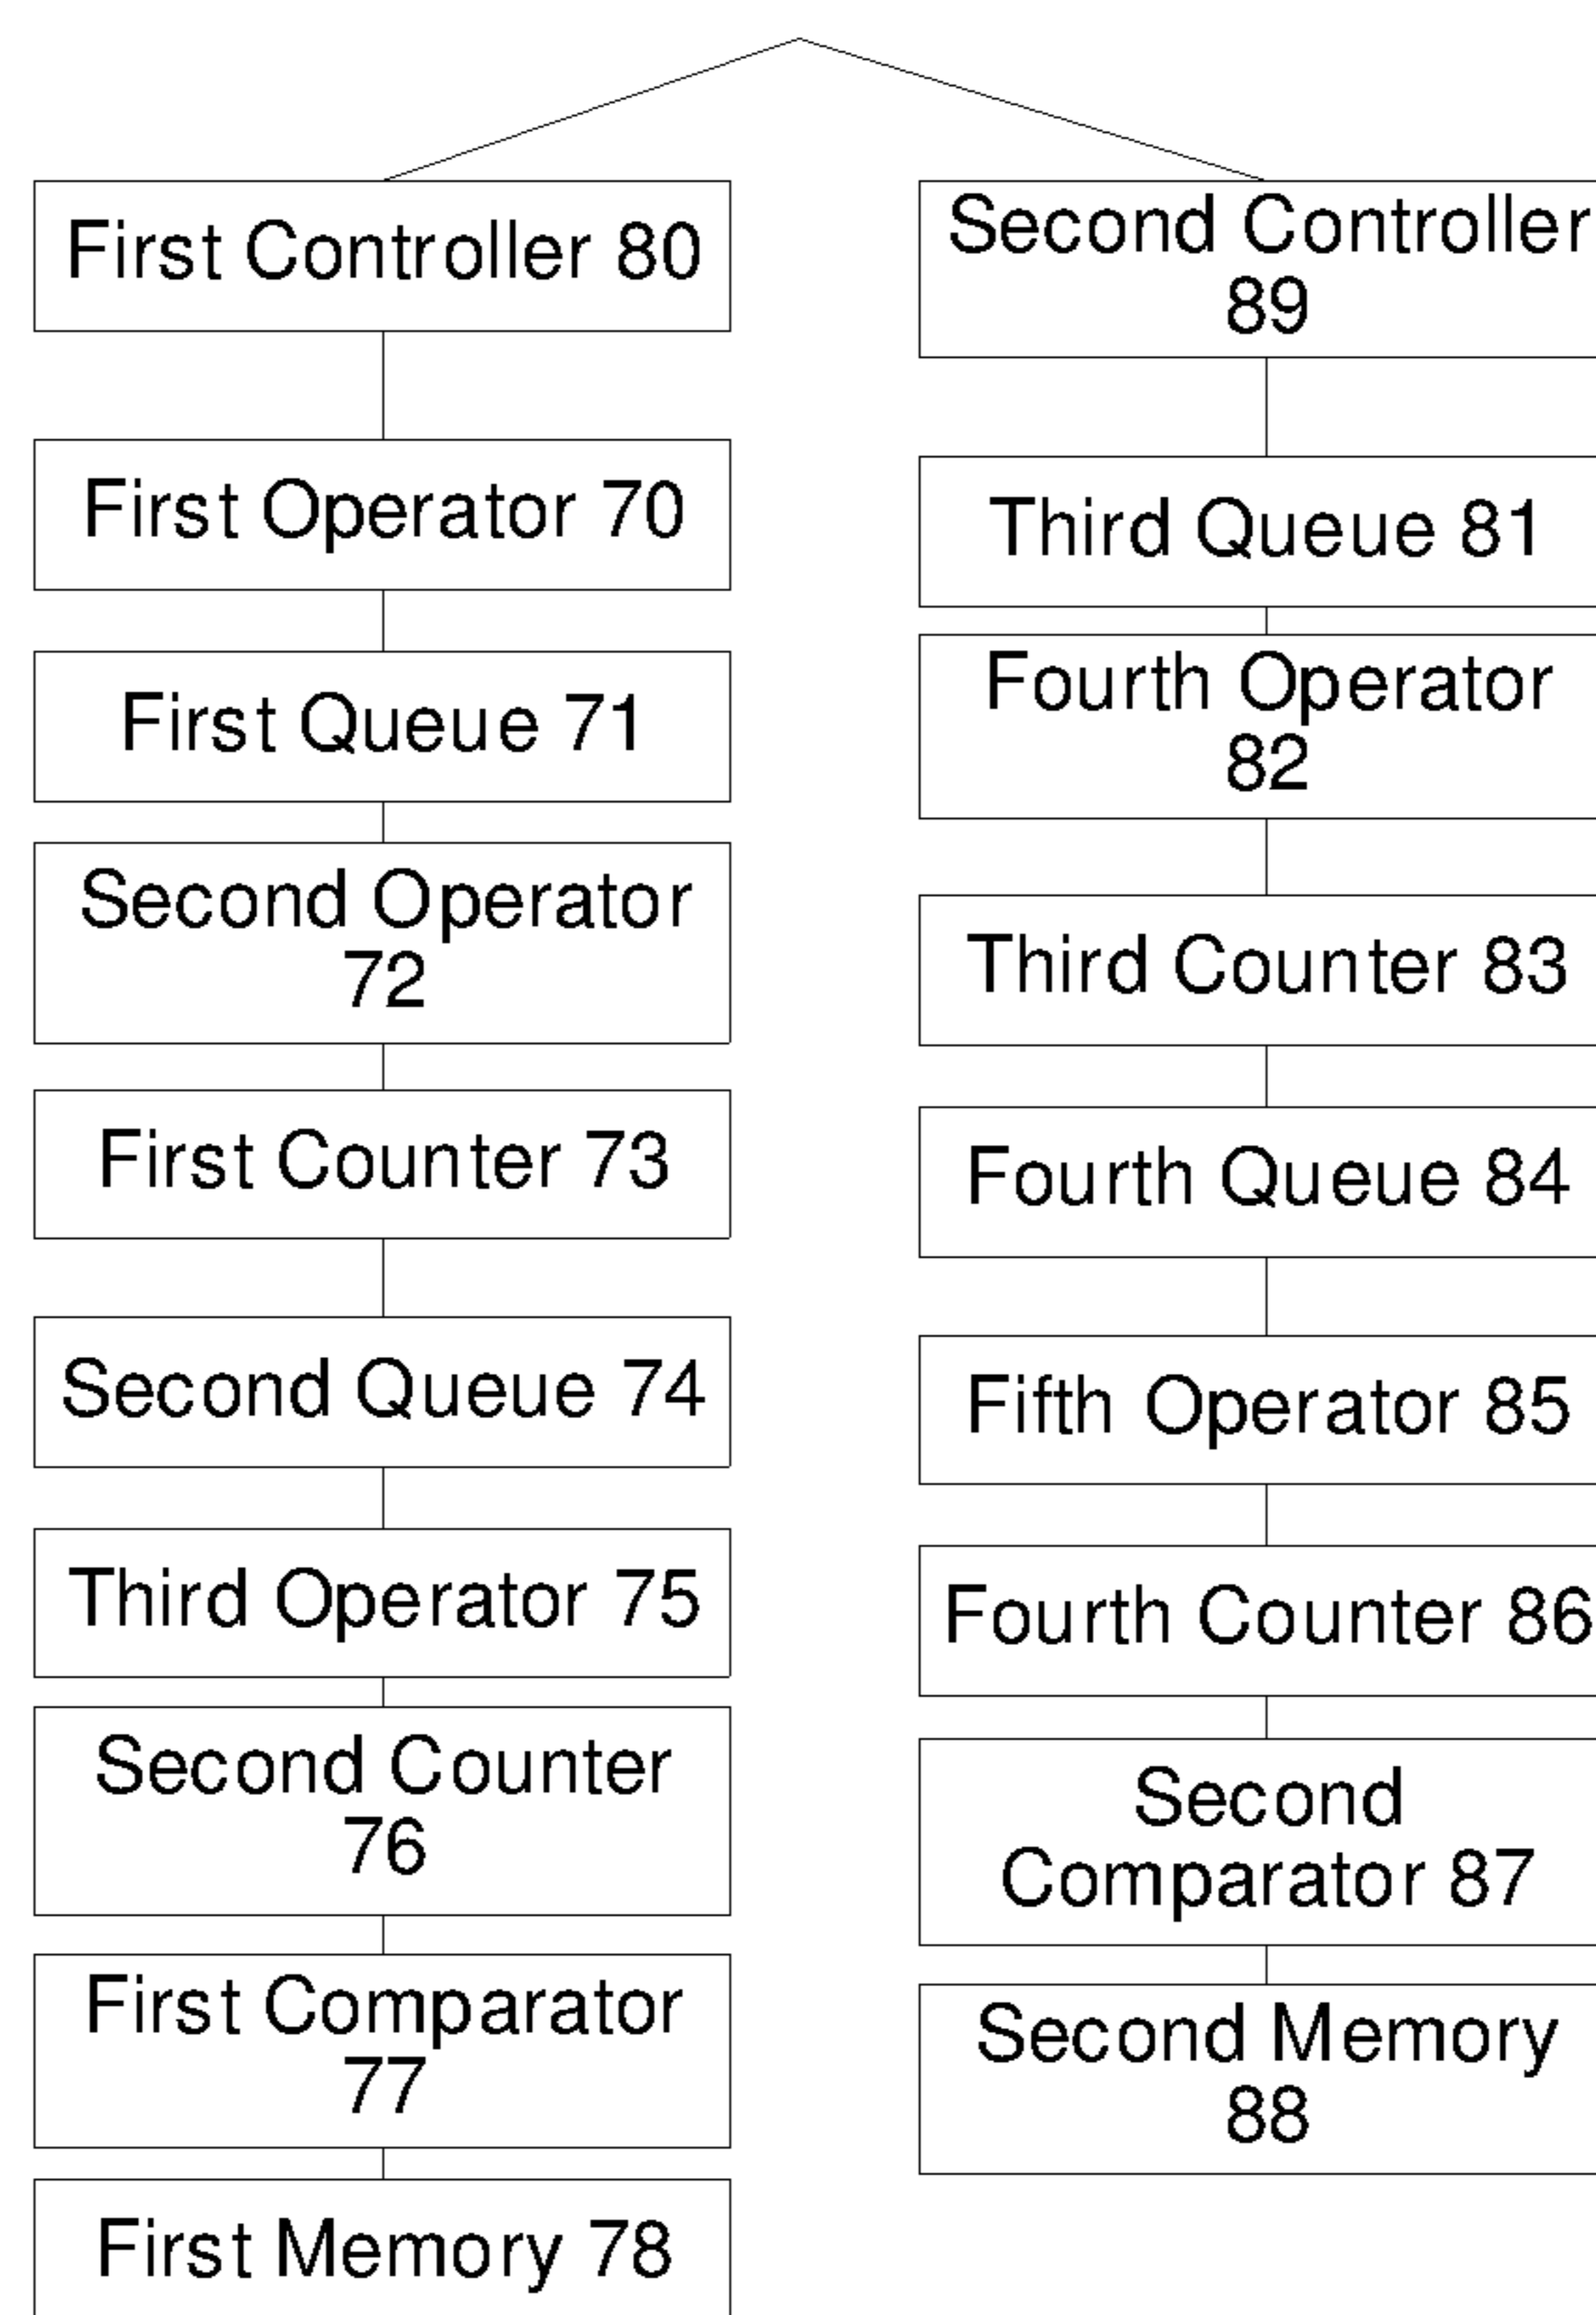 First Controller 80
First Operator 70
First Queue 71
Second Operator
72
First Counter 73
Second Queue 74
Third Operator 75
Second Counter
76
First Comparator
77
First Memory 78
Second Controller
89
Third Queue 81
Fourth Operator
82
Third Counter 83
Fourth Queue 84
Fifth Operator 85
Fourth Counter 86
Second
Comparator 87
Second Memory
88